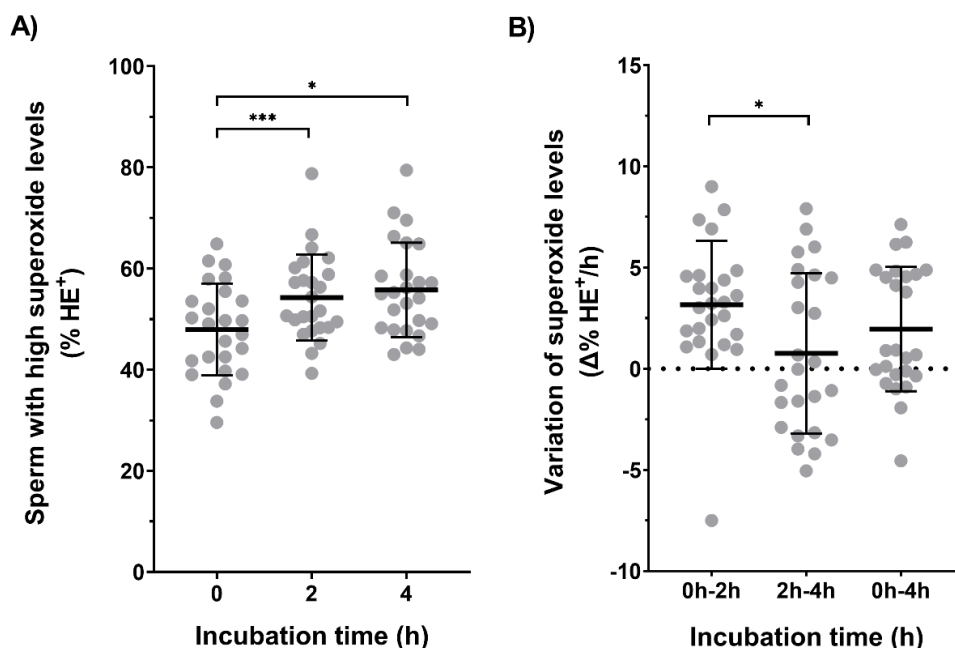 A)
Sperm with high superoxide levels
(% HE⁺)
100
80
60
40
20
0
*
***
0 2 4
Incubation time (h)
B)
Variation of superoxide levels
(Δ% HE⁺/h)
15
10
5
0
-5
-10
*
0h-2h 2h-4h 0h-4h
Incubation time (h)